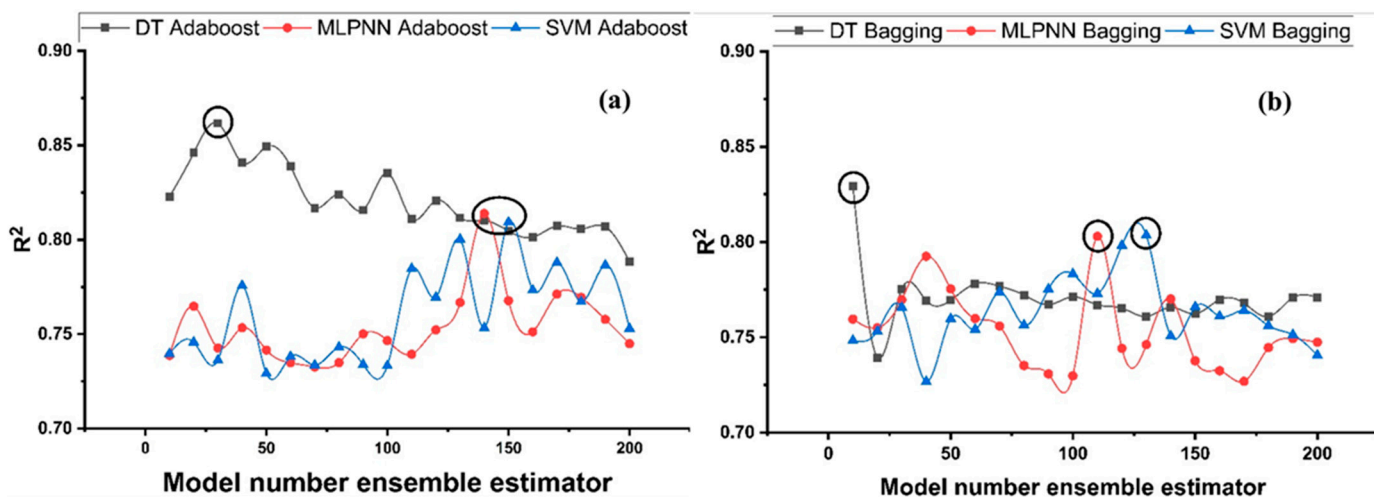 DT Adaboost MLPNN Adaboost SVM Adaboost
(a)
0.90
0.85
0.80
0.75
0.70
R²
0 50 100 150 200
Model number ensemble estimator
DT Bagging MLPNN Bagging SVM Bagging
(b)
0.90
0.85
0.80
0.75
0.70
R²
0 50 100 150 200
Model number ensemble estimator